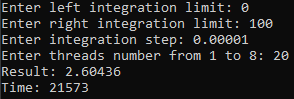 Enter left integration limit: 0
Enter right integration limit: 100
Enter integration step: 0.00001
Enter threads number from 1 to 8: 20
Result: 2.60436
Time: 21573